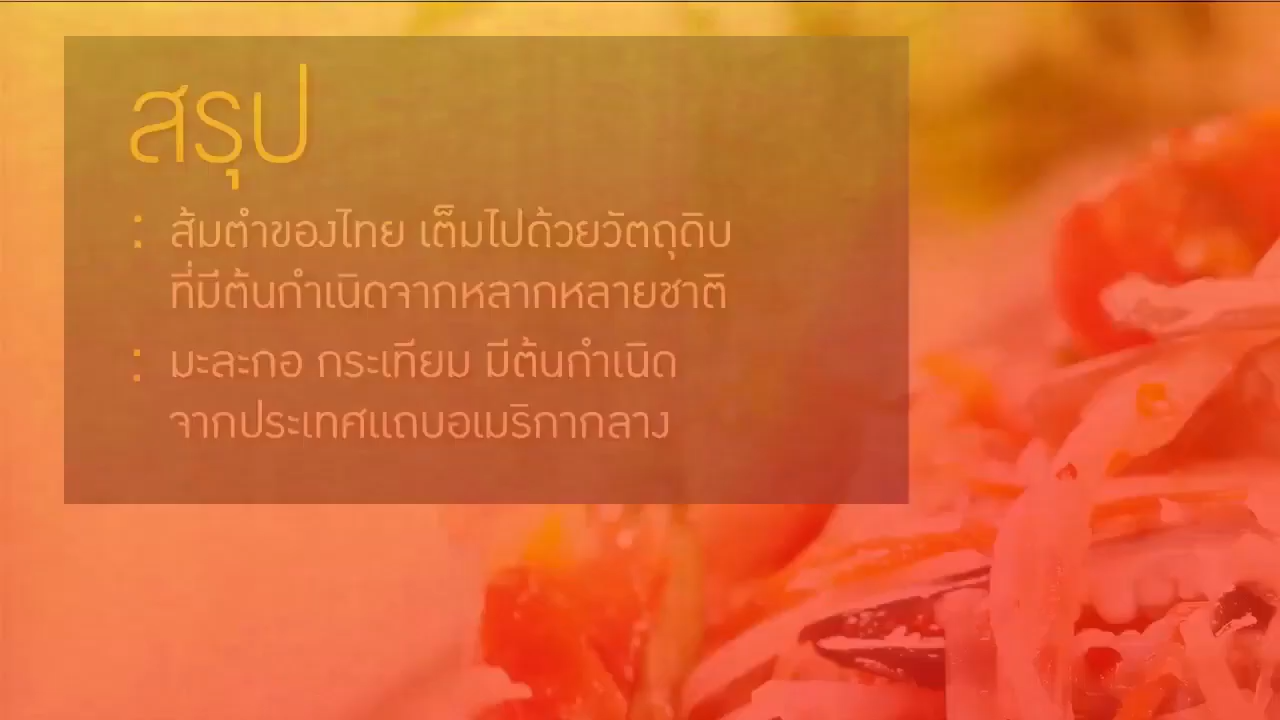 สรุป
: ส้มตำของไทย เต็มไปด้วยวัตถุดิบ
ที่มีต้นกำเนิดจากหลากหลายชาติ
: มะละกอ กระเทียม มีต้นกำเนิด
จากประเทศแถบอเมริกากลาง